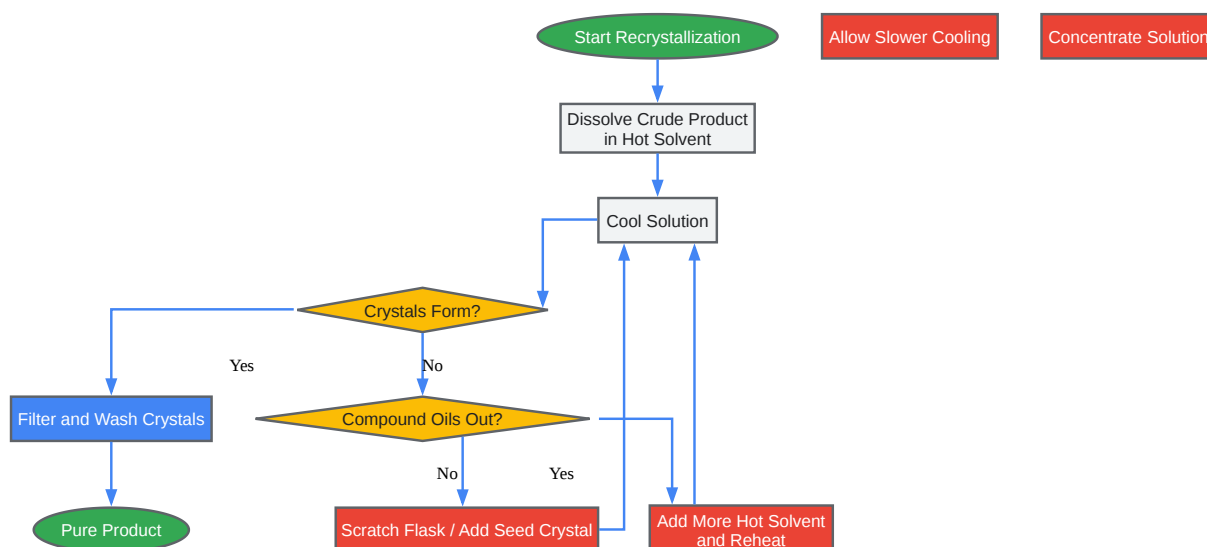 Start Recrystallization
Allow Slower Cooling
Concentrate Solution
Dissolve Crude Product
in Hot Solvent
Cool Solution
Crystals Form?
Yes
No
Filter and Wash Crystals
Compound Oils Out?
No
Yes
Pure Product
Scratch Flask / Add Seed Crystal
Add More Hot Solvent
and Reheat